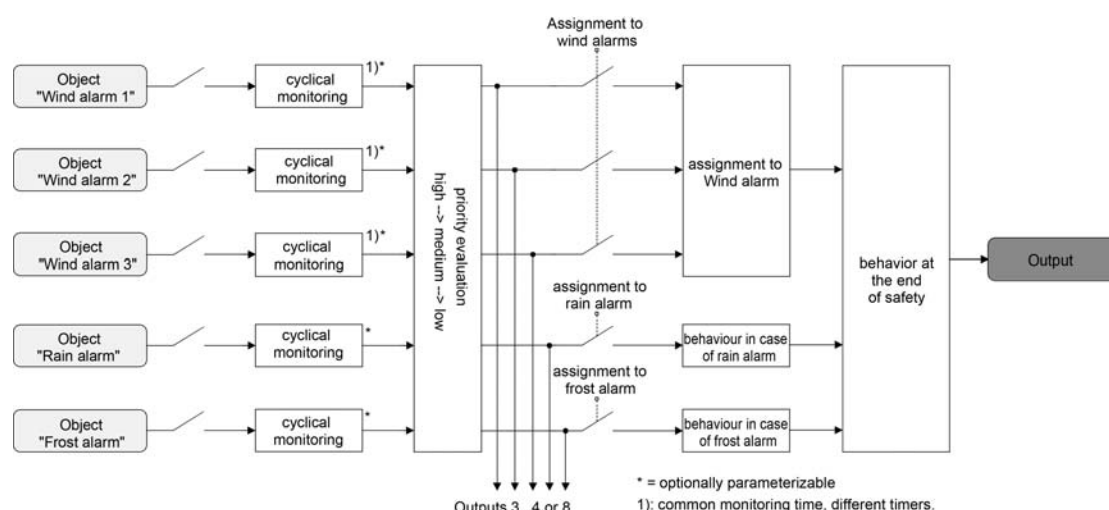 Assignment to
wind alarms
Object
"Wind alarm 1"
cyclical
monitoring
1)*
Object
"Wind alarm 2"
cyclical
monitoring
1)*
Object
"Wind alarm 3"
cyclical
monitoring
1)*
Object
"Rain alarm"
cyclical
monitoring
*
Object
"Frost alarm"
cyclical
monitoring
*
priority evaluation
high --> medium --> low
assignment to
Wind alarm
assignment to
rain alarm
behaviour in case
of rain alarm
assignment to
frost alarm
behaviour in case
of frost alarm
behavior at
the end
of safety
Output
Outputs 3...4 or 8
* = optionally parameterizable
1): common monitoring time, different timers.